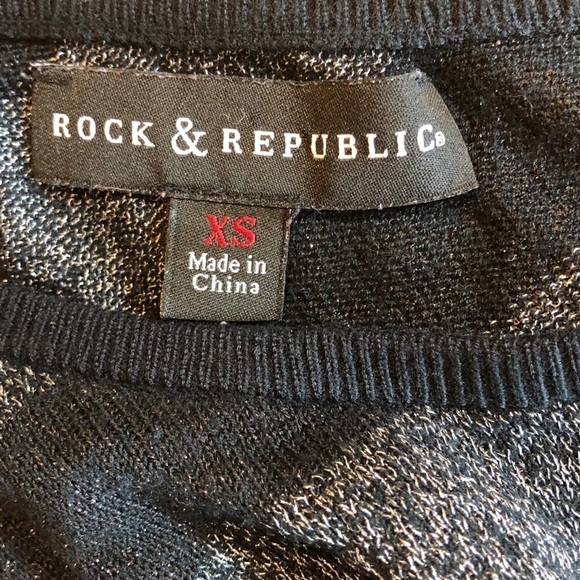 ROCK & REPUBLIC®
XS
Made in
China